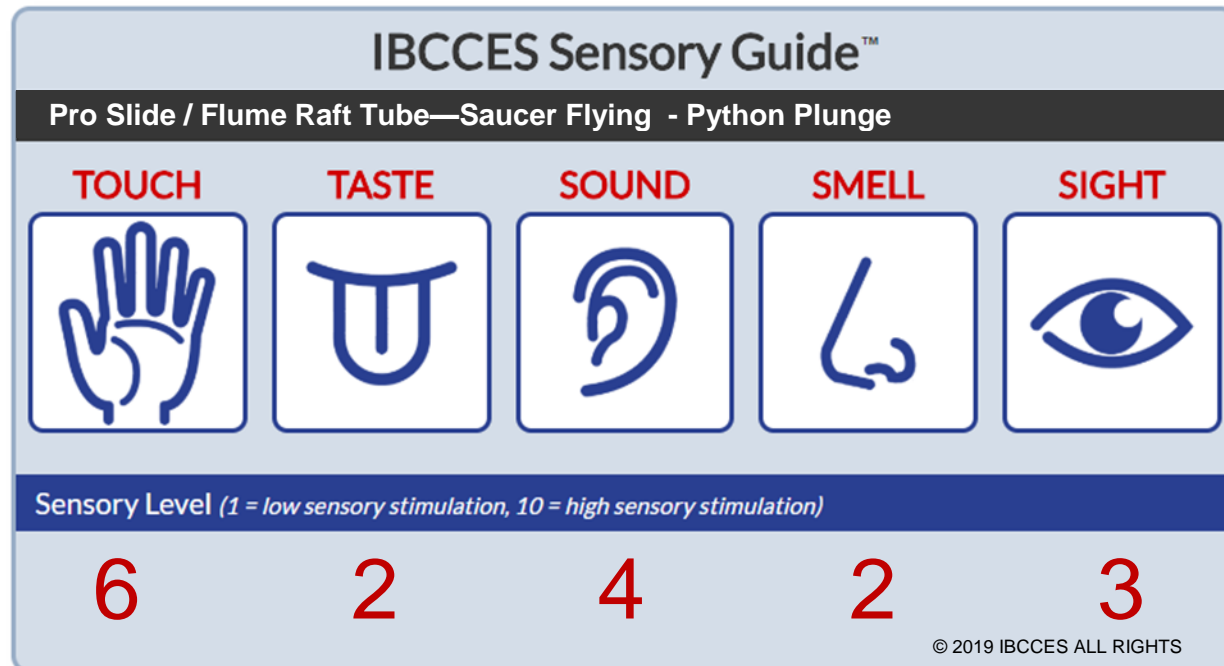 IBCCES Sensory Guide™
Pro Slide / Flume Raft Tube—Saucer Flying - Python Plunge
TOUCH TASTE SOUND SMELL SIGHT
Sensory Level (1 = low sensory stimulation, 10 = high sensory stimulation)
6 2 4 2 3
© 2019 IBCCES ALL RIGHTS